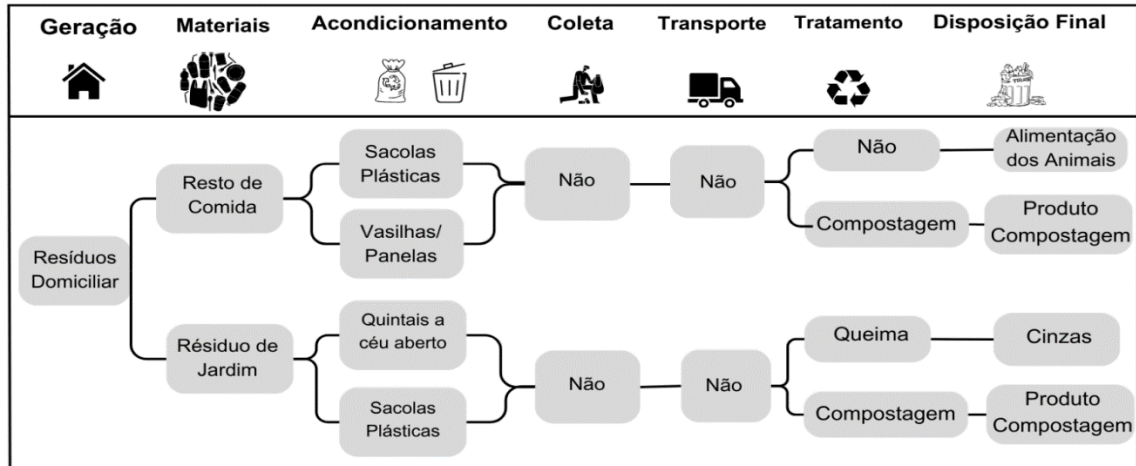 Geração Materiais Acondicionamento Coleta Transporte Tratamento Disposição Final
Resíduos
Domiciliar
Resto de
Comida
Sacolas
Plásticas
Vasilhas/
Panelas
Não
Não
Não
Alimentação
dos Animais
Compostagem
Produto
Compostagem
Résiduo de
Jardim
Quintais a
céu aberto
Sacolas
Plásticas
Não
Não
Queima
Cinzas
Compostagem
Produto
Compostagem